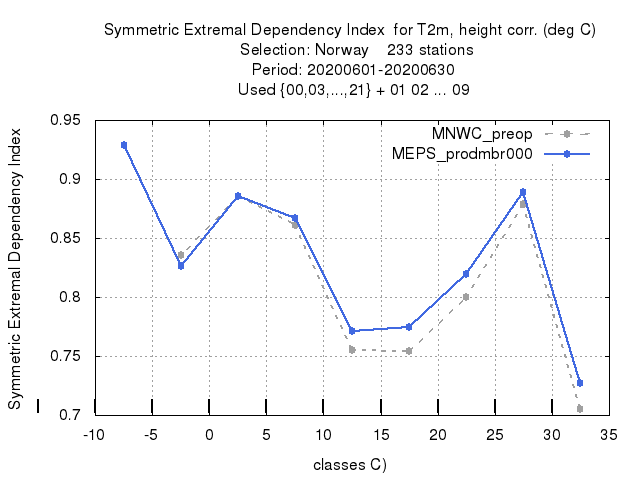 Symmetric Extremal Dependency Index  for T2m, height corr. (deg C)
Selection: Norway    233 stations
Period: 20200601-20200630
Used {00,03,...,21} + 01 02 ... 09
MNWC_preop
MEPS_prodmbr000
Symmetric Extremal Dependency Index
0.95
0.9
0.85
0.8
0.75
0.7
-10 -5 0 5 10 15 20 25 30 35
classes C)